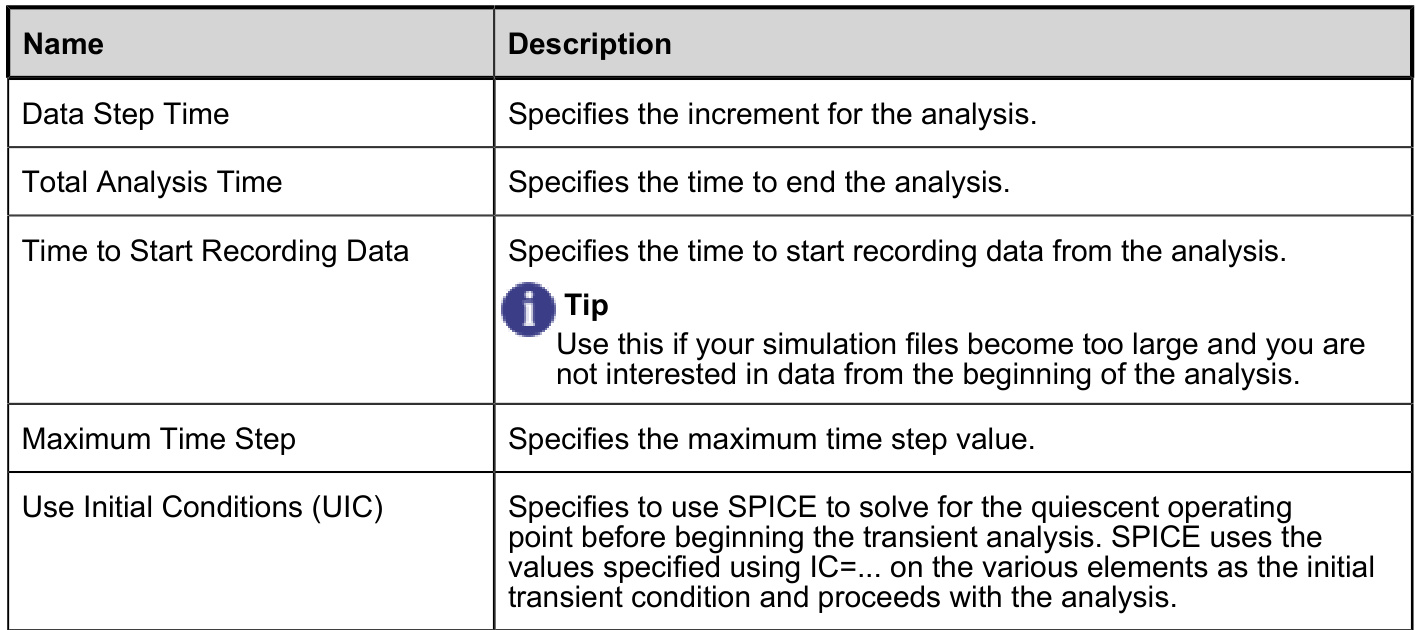 Name Description
Data Step Time Specifies the increment for the analysis.
Total Analysis Time Specifies the time to end the analysis.
Time to Start Recording Data Specifies the time to start recording data from the analysis.
i Tip
Use this if your simulation files become too large and you are
not interested in data from the beginning of the analysis.
Maximum Time Step Specifies the maximum time step value.
Use Initial Conditions (UIC) Specifies to use SPICE to solve for the quiescent operating
point before beginning the transient analysis. SPICE uses the
values specified using IC=... on the various elements as the initial
transient condition and proceeds with the analysis.